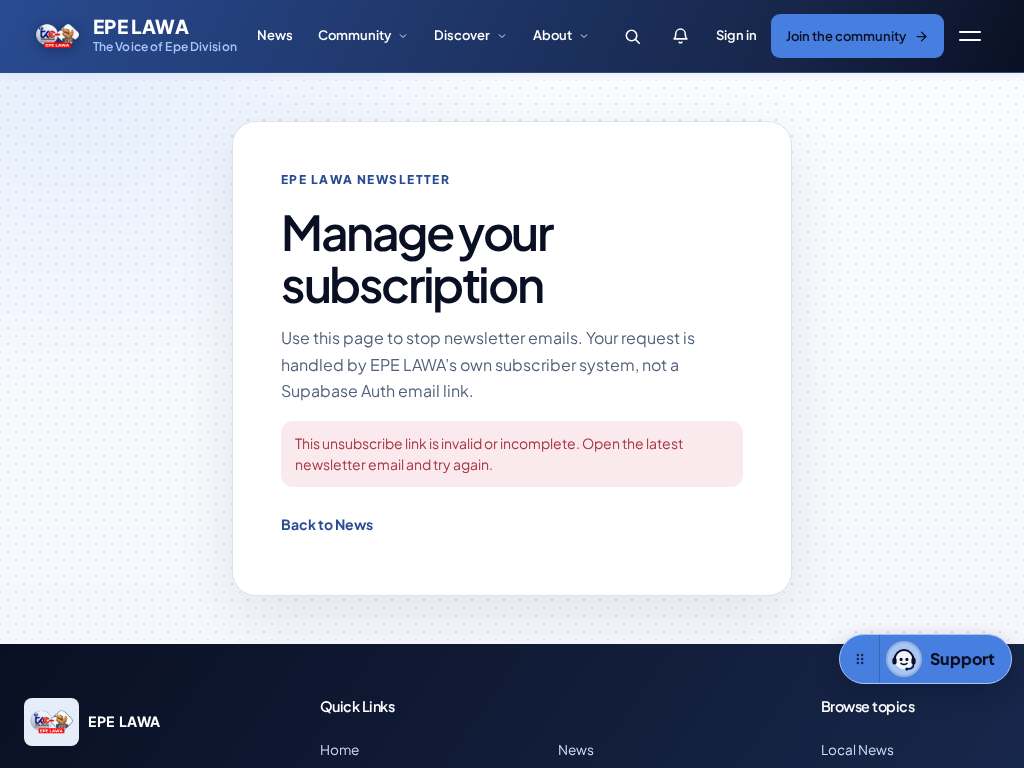 EPE LAWA
The Voice of Epe Division
News
Community
Discover
About
Sign in
Join the community
EPE LAWA NEWSLETTER
Manage your
subscription
Use this page to stop newsletter emails. Your request is
handled by EPE LAWA's own subscriber system, not a
Supabase Auth email link.
This unsubscribe link is invalid or incomplete. Open the latest
newsletter email and try again.
Back to News
Support
EPE LAWA
EPE LAWA
Quick Links
Browse topics
Home
News
Local News